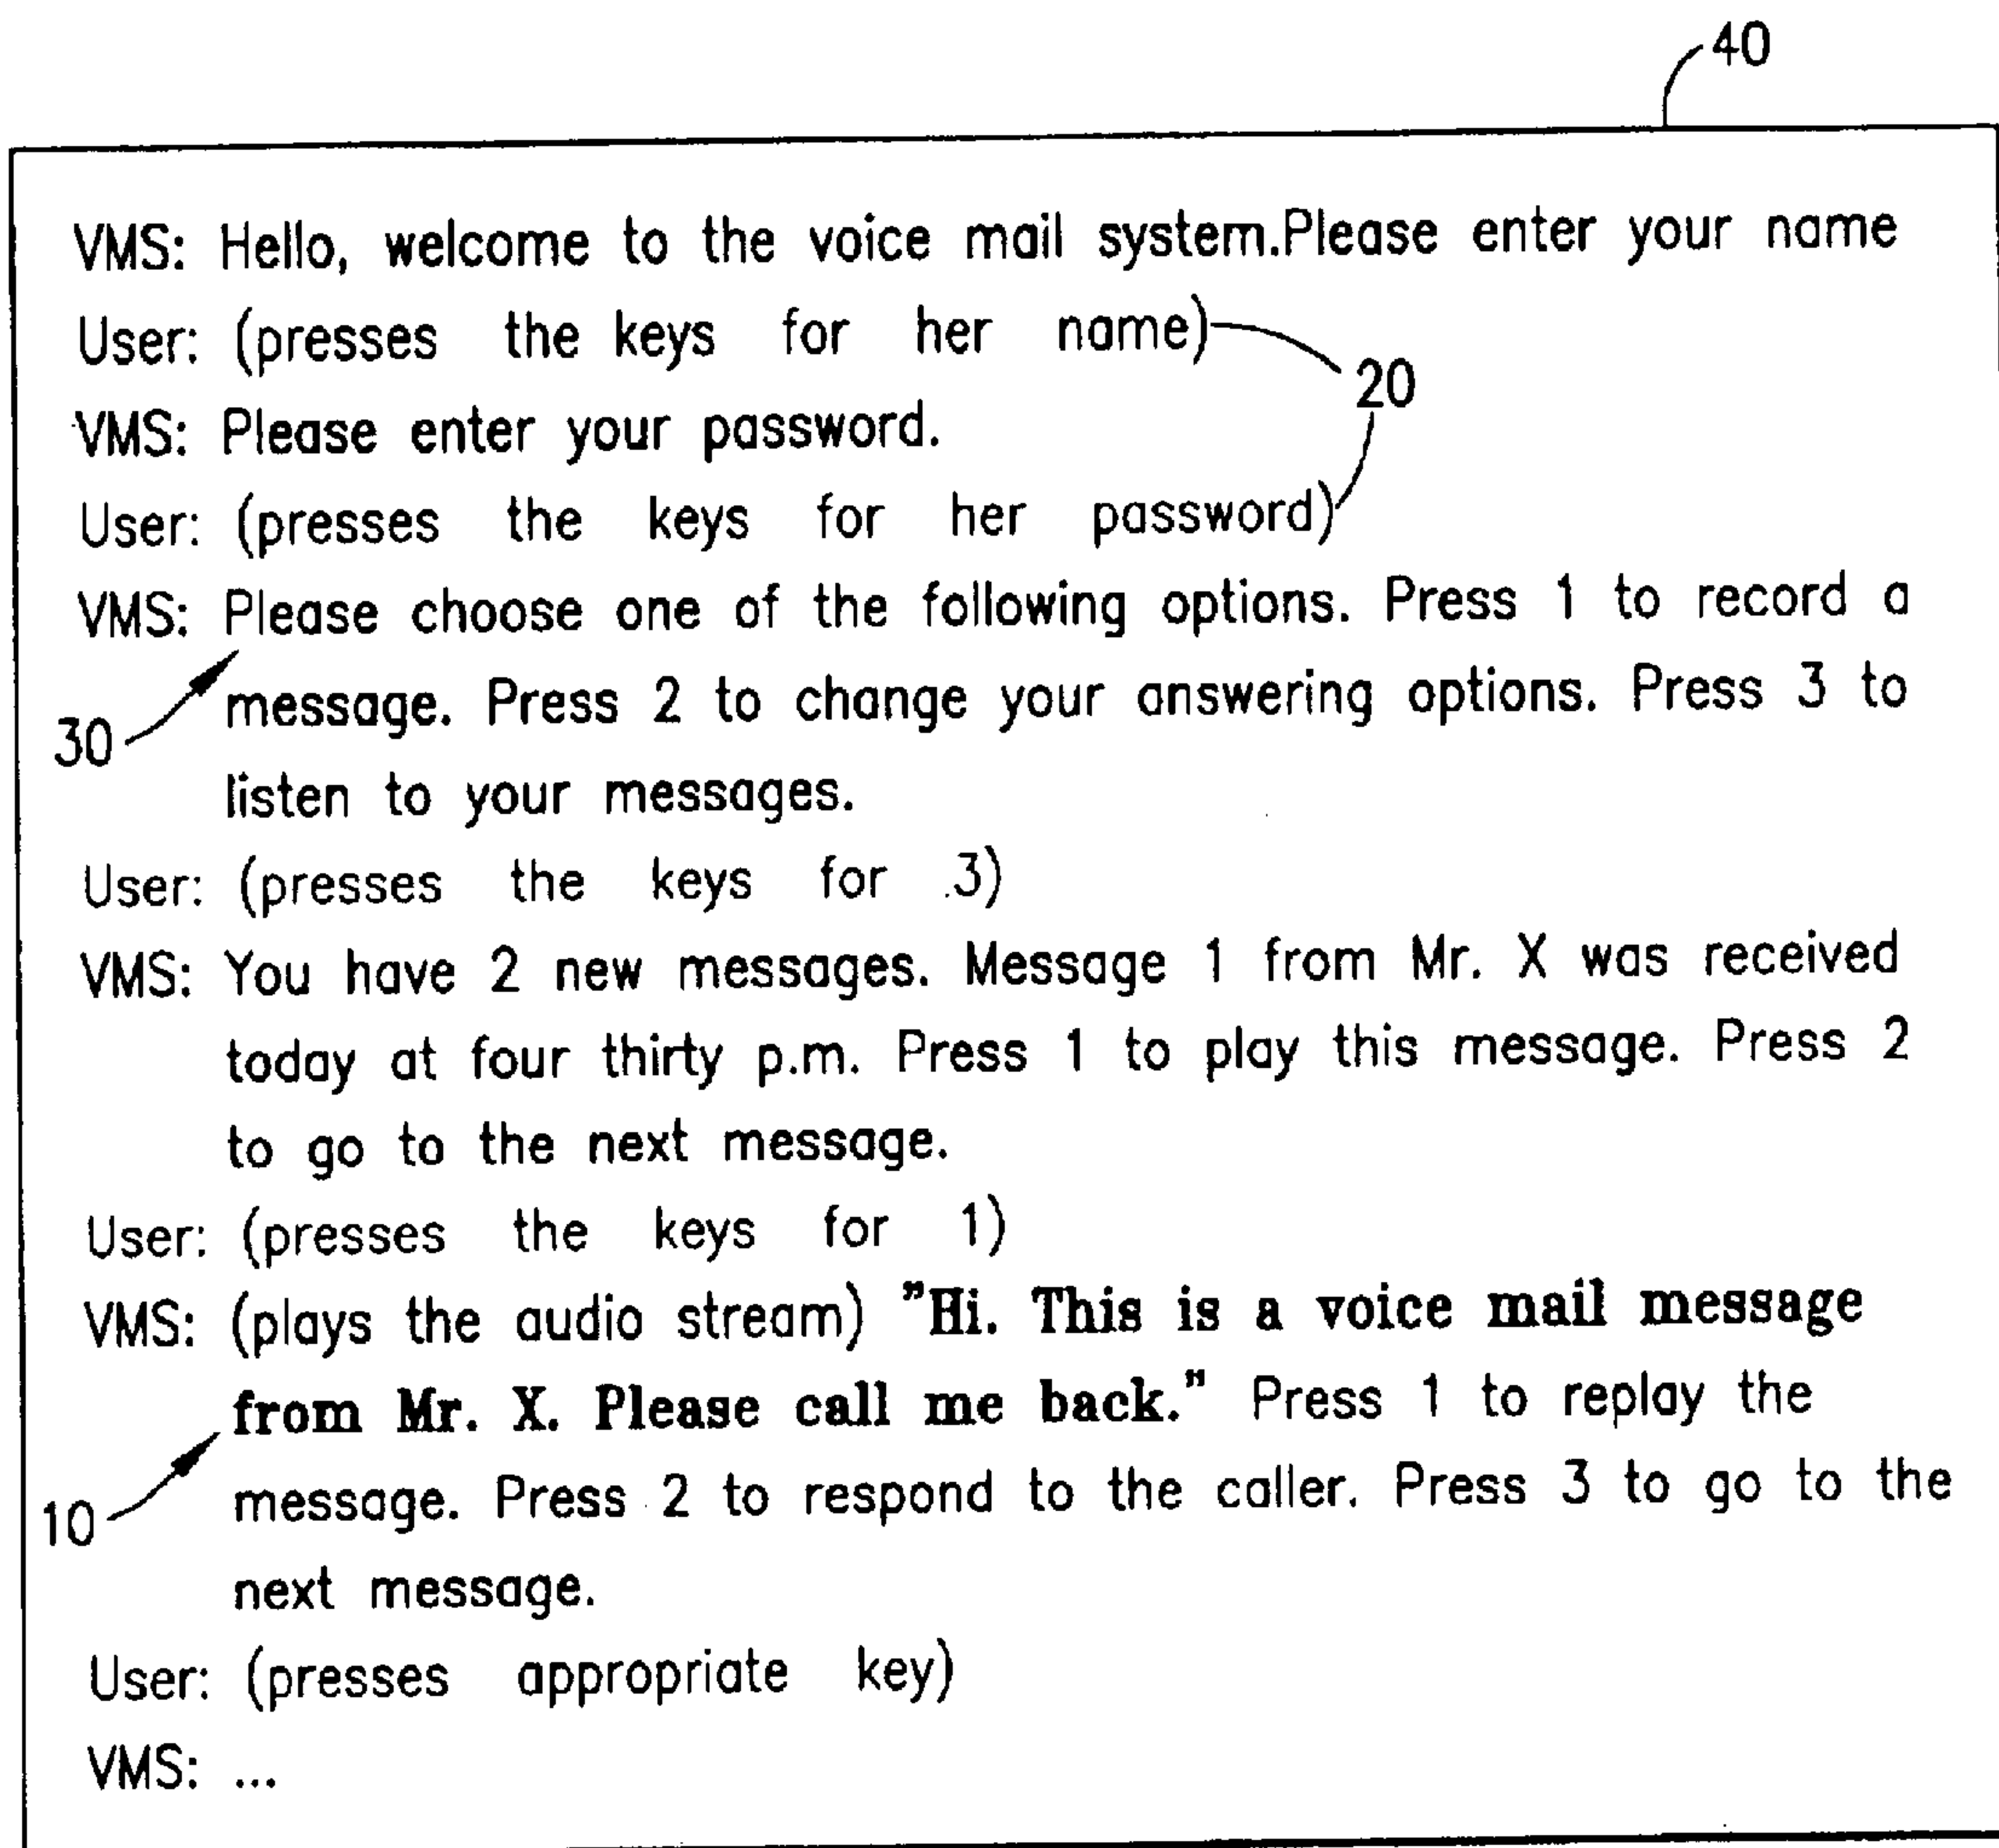 40
VMS: Hello, welcome to the voice mail system.Please enter your name
User: (presses the keys for her name)
20
VMS: Please enter your password.
User: (presses the keys for her password)
VMS: Please choose one of the following options. Press 1 to record a
message. Press 2 to change your answering options. Press 3 to
30
listen to your messages.
User: (presses the keys for 3)
VMS: You have 2 new messages. Message 1 from Mr. X was received
today at four thirty p.m. Press 1 to play this message. Press 2
to go to the next message.
User: (presses the keys for 1)
VMS: (plays the audio stream) "Hi. This is a voice mail message
from Mr. X. Please call me back." Press 1 to replay the
10
message. Press 2 to respond to the caller. Press 3 to go to the
next message.
User: (presses appropriate key)
VMS: ...